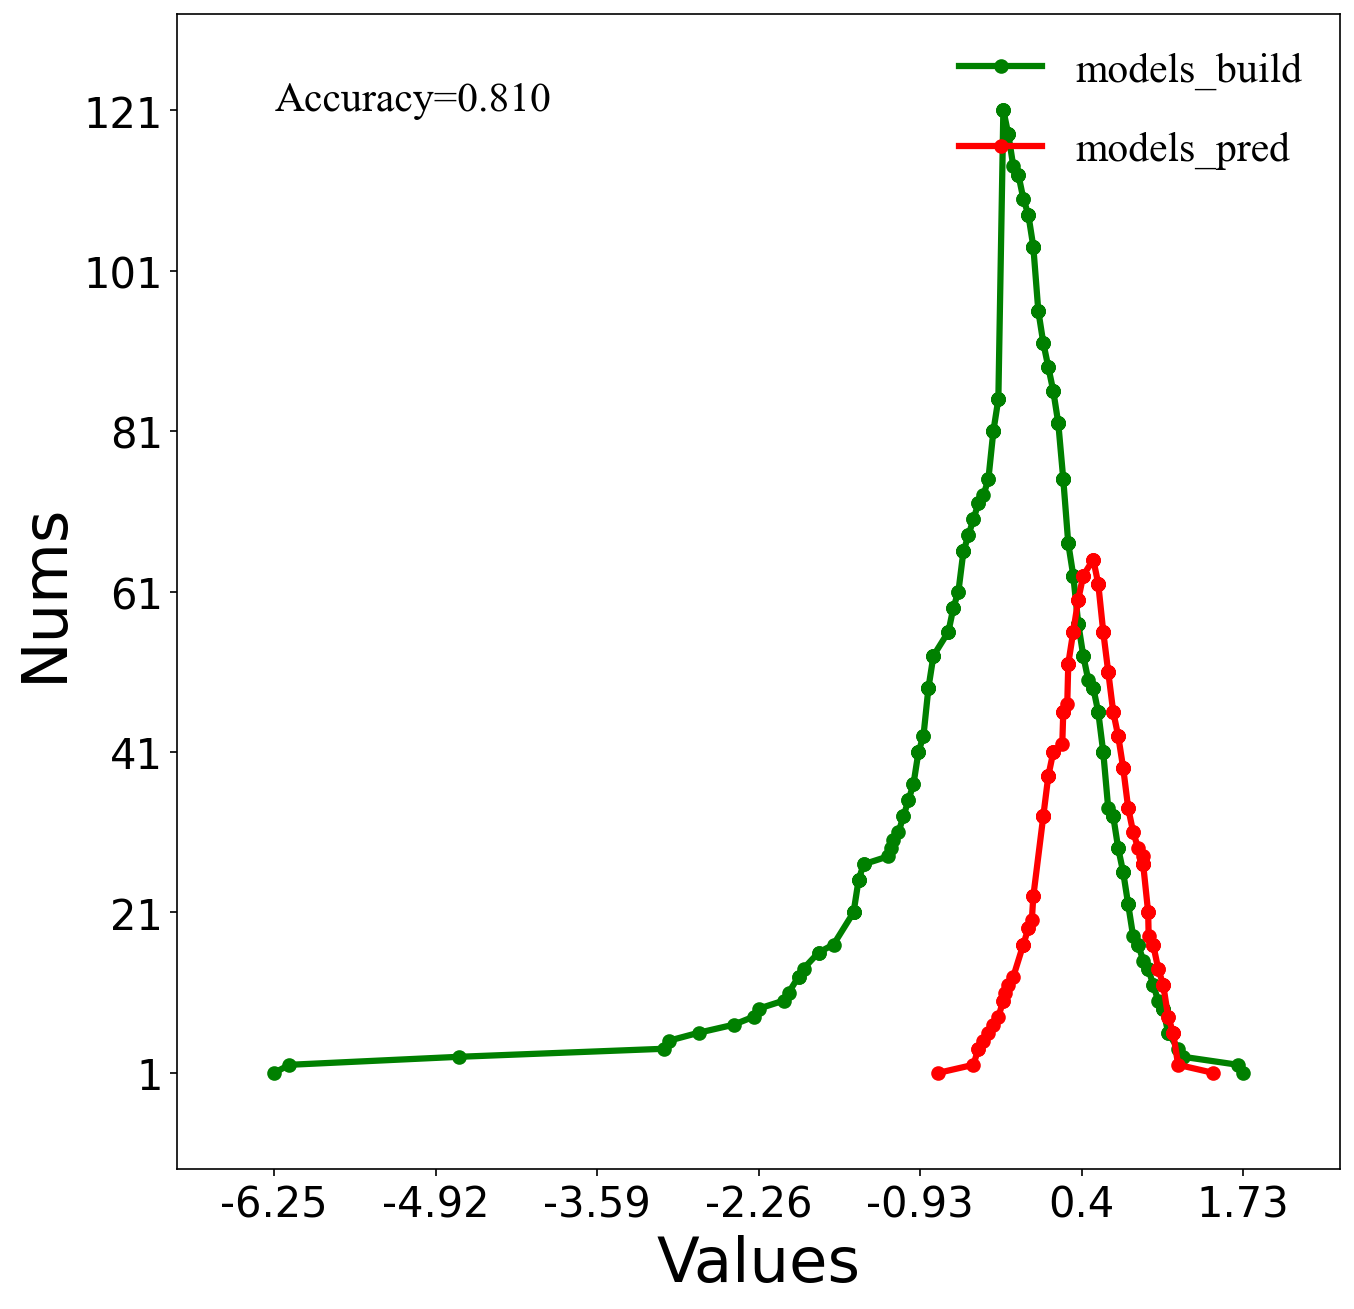 Accuracy=0.810
models_build
models_pred
121
101
81
61
41
21
1
Nums
-6.25 -4.92 -3.59 -2.26 -0.93 0.4 1.73
Values